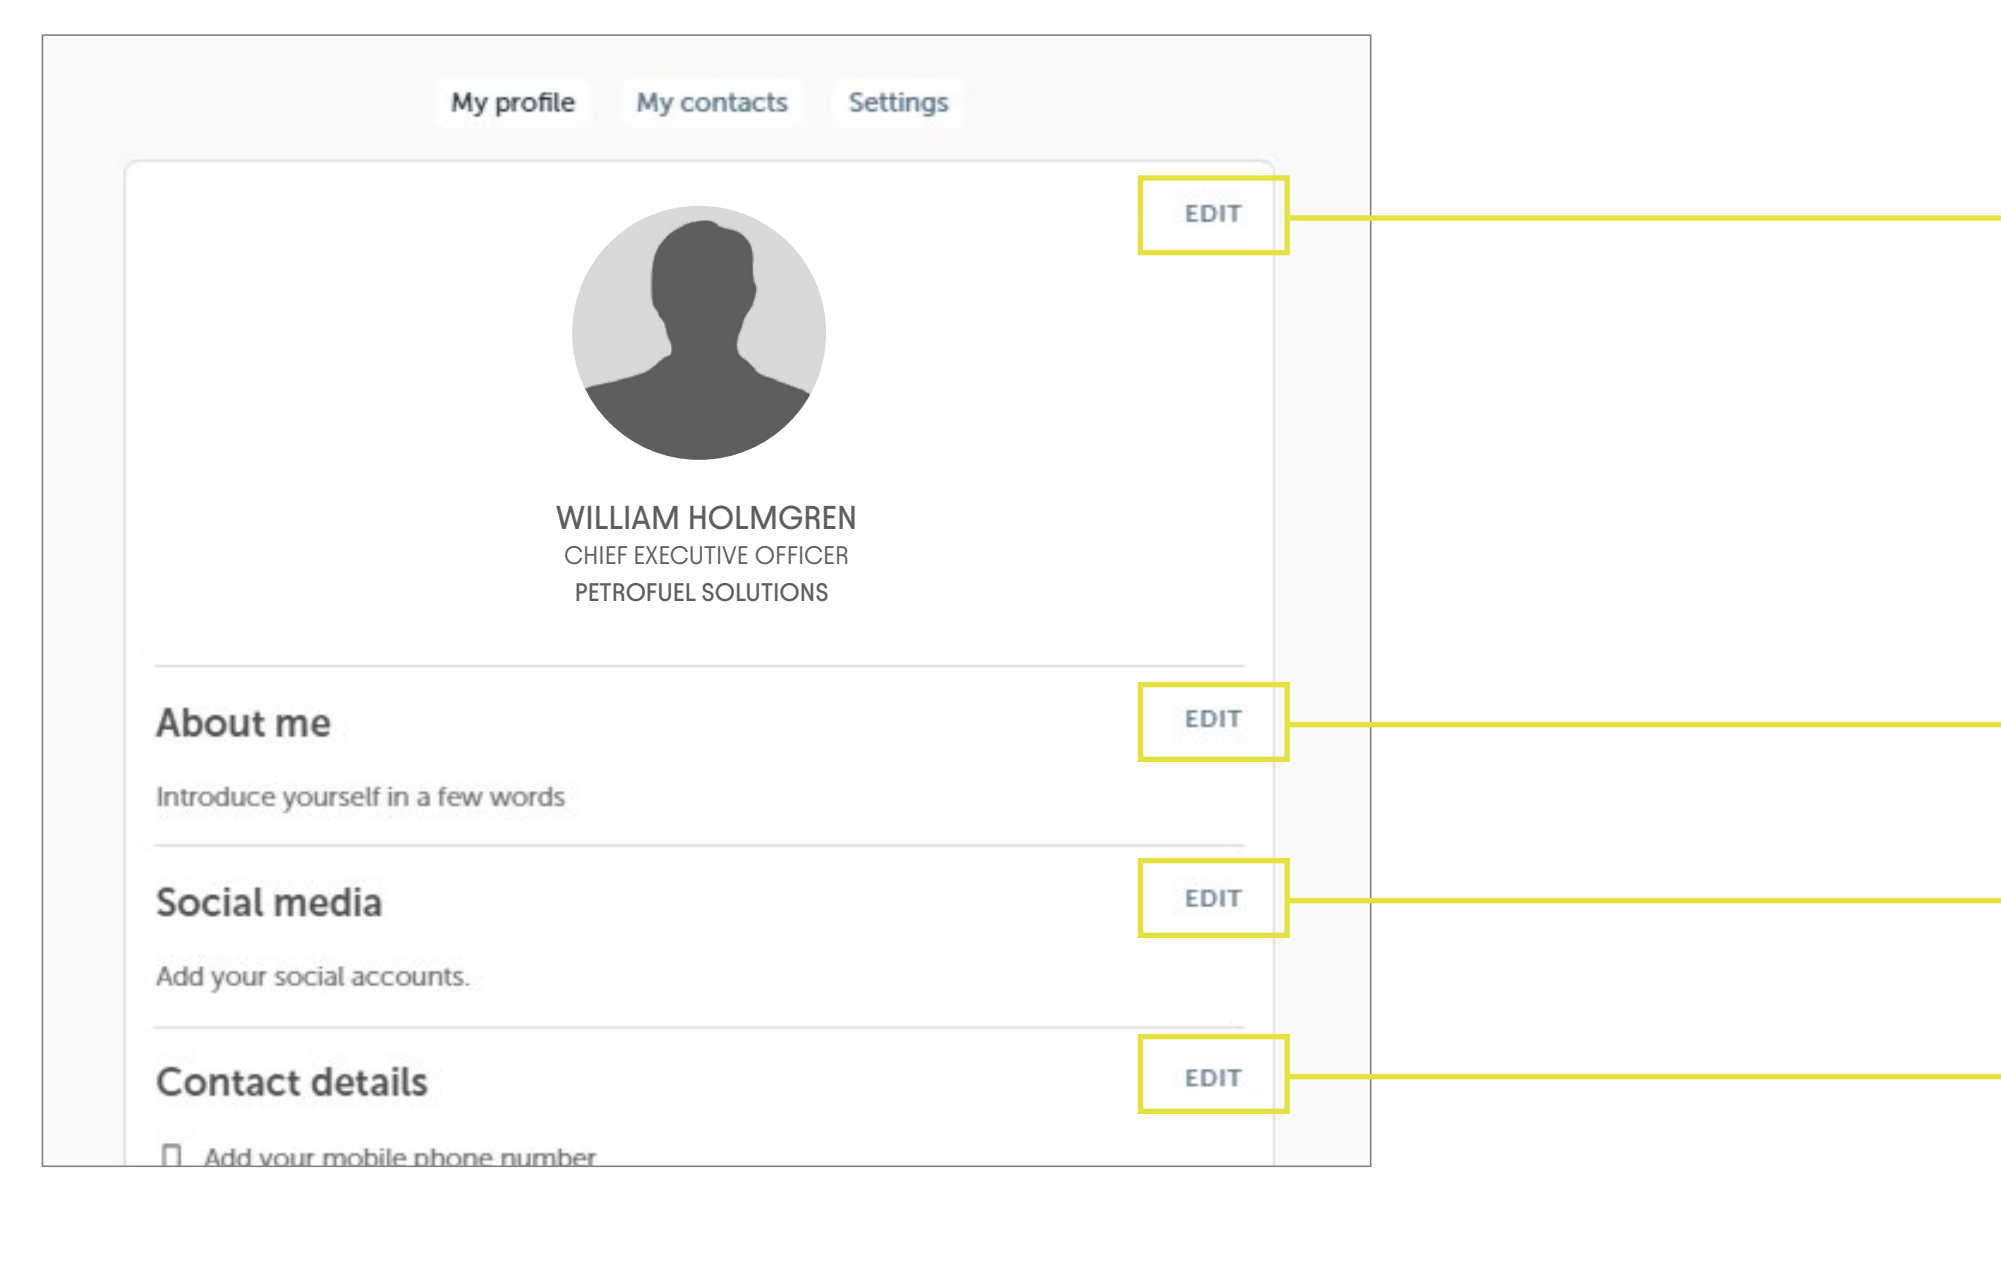 My profile My contacts Settings
EDIT
WILLIAM HOLMGREN
CHIEF EXECUTIVE OFFICER
PETROFUEL SOLUTIONS
About me EDIT
Introduce yourself in a few words
Social media EDIT
Add your social accounts.
Contact details EDIT
Add your mobile phone number